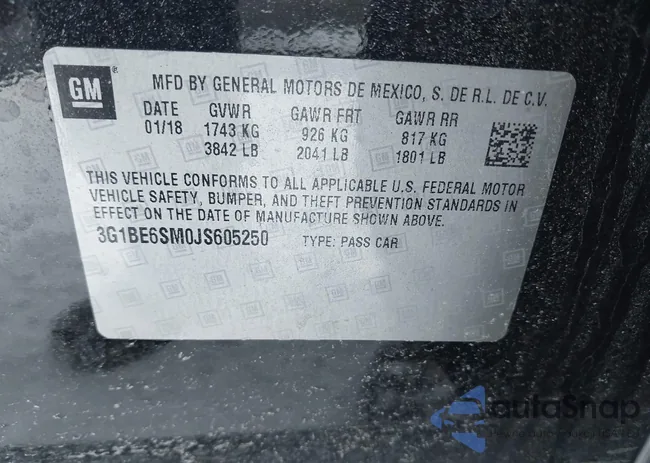 GM
MFD BY GENERAL MOTORS DE MEXICO, S. DE R.L. DE C.V.
DATE GVWR GAWR FRT GAWR RR
01/18 1743 KG 926 KG 817 KG
3842 LB 2041 LB 1801 LB
THIS VEHICLE CONFORMS TO ALL APPLICABLE U.S. FEDERAL MOTOR
VEHICLE SAFETY, BUMPER, AND THEFT PREVENTION STANDARDS IN
EFFECT ON THE DATE OF MANUFACTURE SHOWN ABOVE.
3G1BE6SM0JS605250 TYPE: PASS CAR
autoSnap